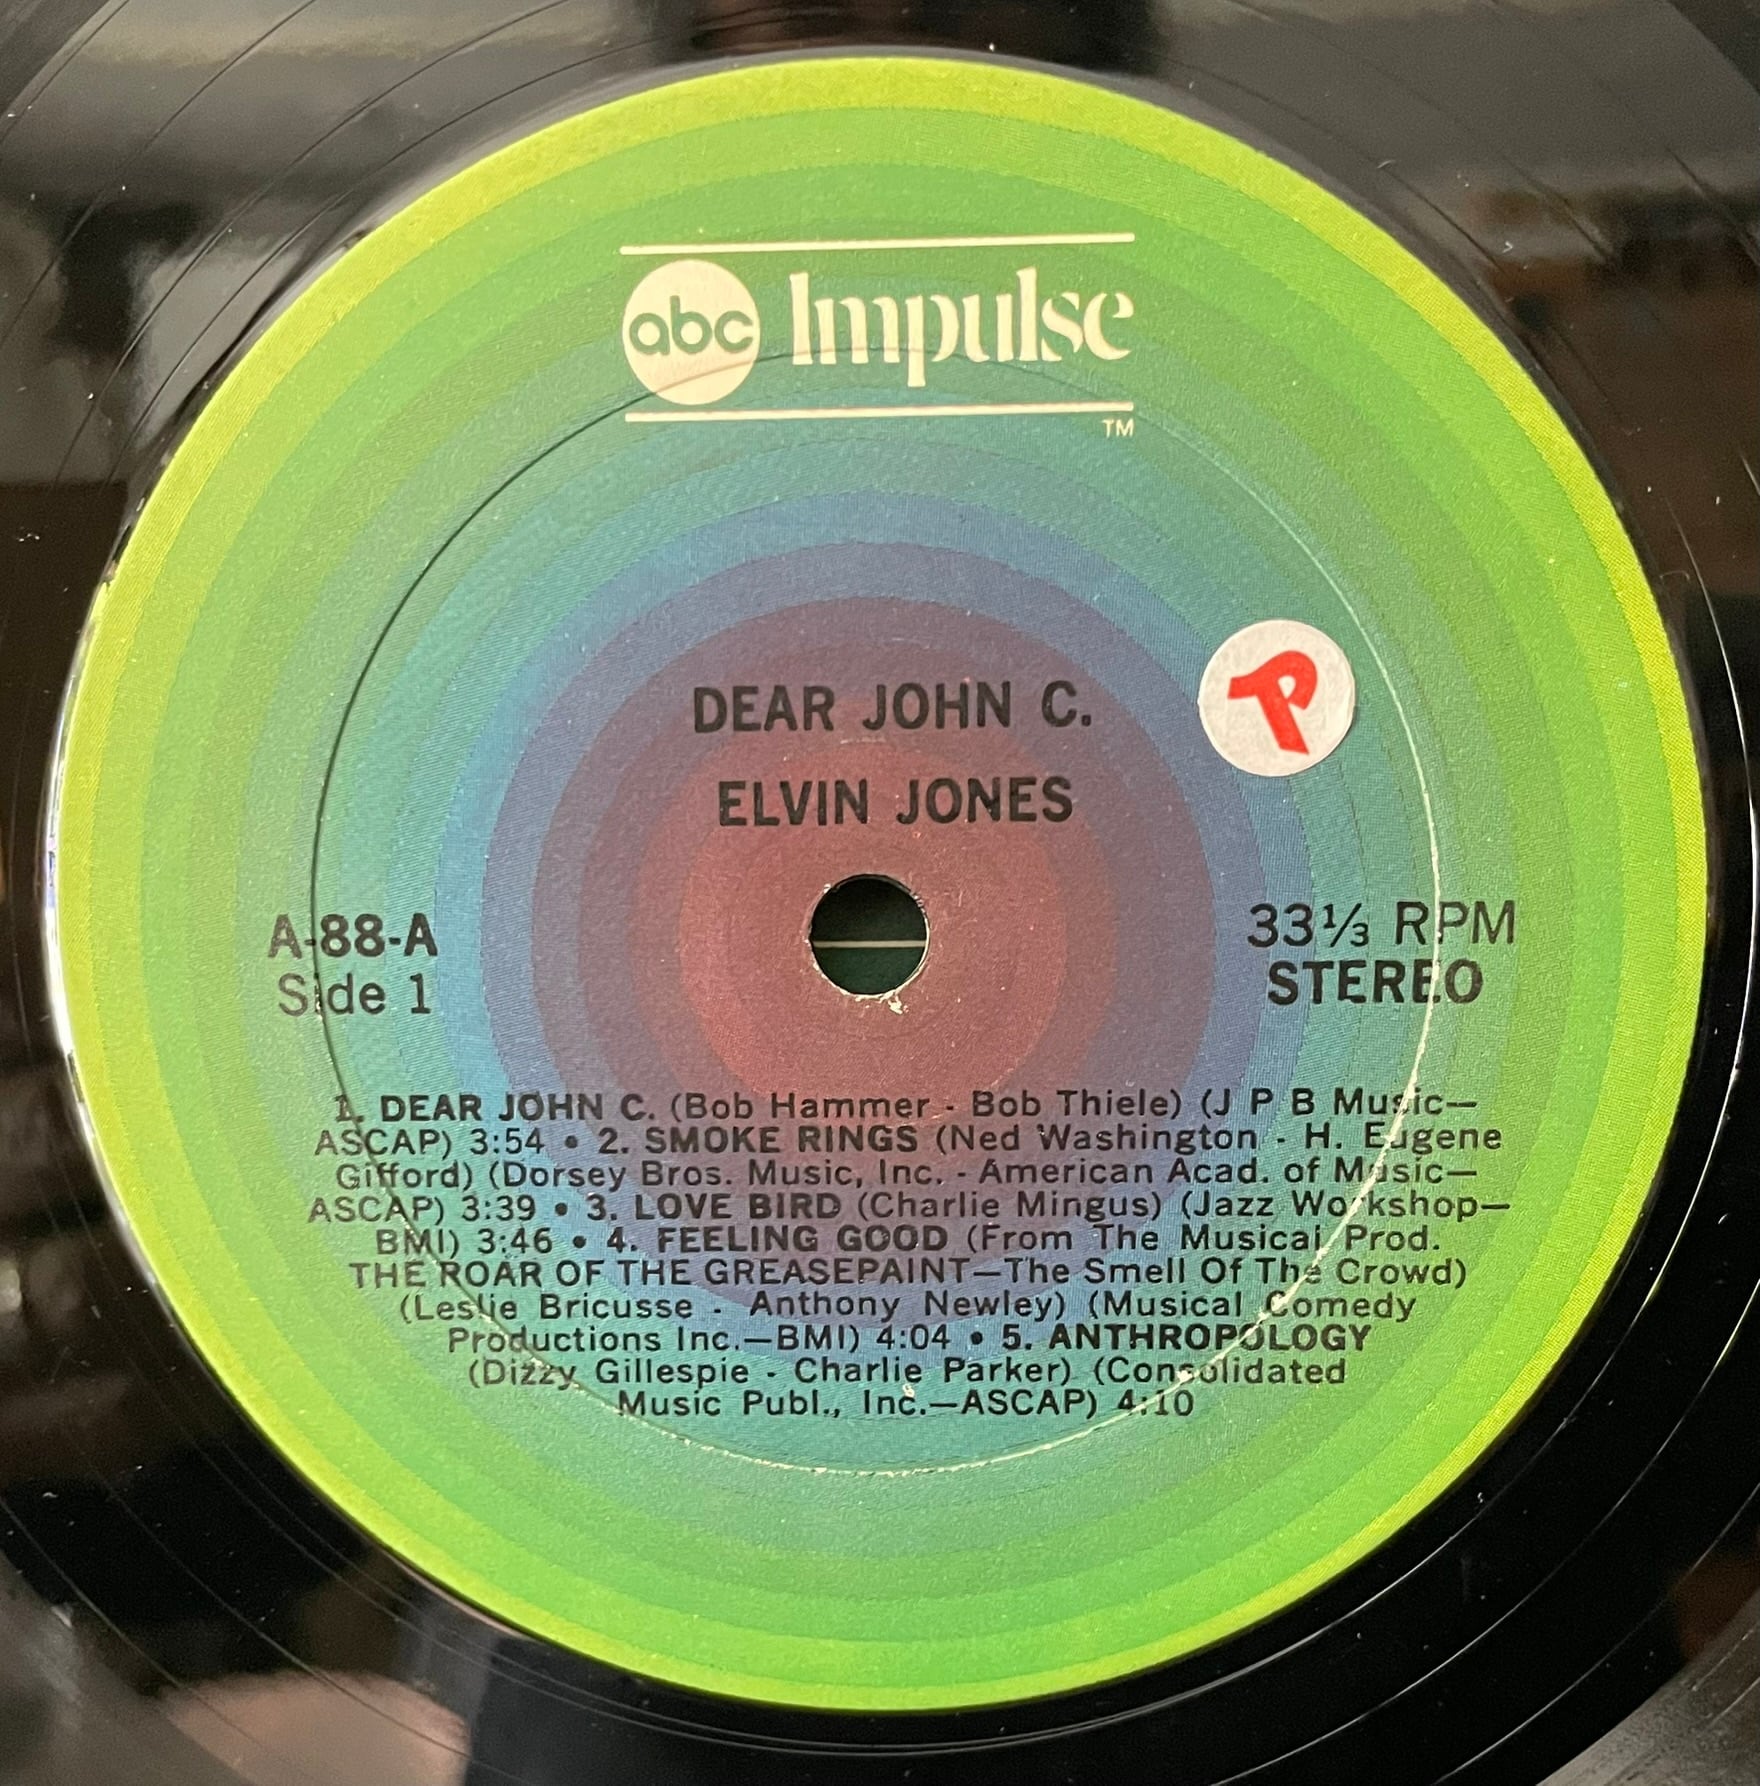 abc Impulse
TM
DEAR JOHN C.
P
ELVIN JONES
A-88-A
Side 1
33⅓ RPM
STEREO
1. DEAR JOHN C. (Bob Hammer - Bob Thiele) (J P B Music—
ASCAP) 3:54 • 2. SMOKE RINGS (Ned Washington - H. Eugene
Gifford) (Dorsey Bros. Music, Inc. - American Acad. of Music—
ASCAP) 3:39 • 3. LOVE BIRD (Charlie Mingus) (Jazz Workshop—
BMI) 3:46 • 4. FEELING GOOD (From The Musical Prod.
THE ROAR OF THE GREASEPAINT—The Smell Of The Crowd)
(Leslie Bricusse - Anthony Newley) (Musical Comedy
Productions Inc.—BMI) 4:04 • 5. ANTHROPOLOGY
(Dizzy Gillespie - Charlie Parker) (Consolidated
Music Publ., Inc.—ASCAP) 4:10